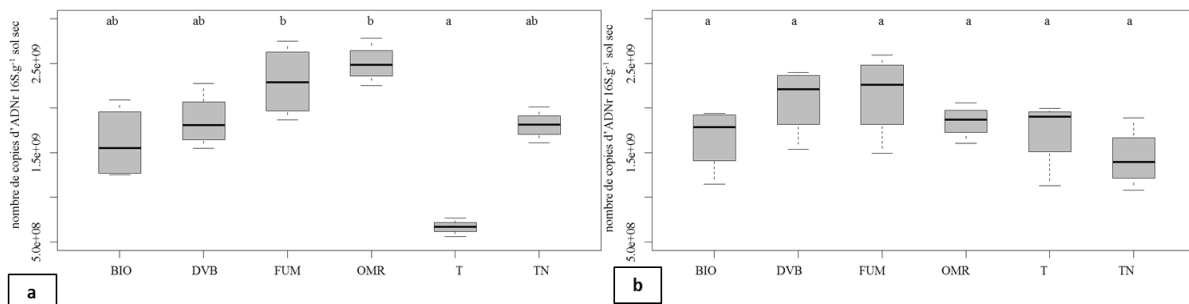 ab ab b b a ab
nombre de copies d'ADNr 16S.g-1 sol sec
2.5e+09
1.5e+09
5.0e+08
BIO DVB FUM OMR T TN
a
a a a a a a
nombre de copies d'ADNr 16S.g-1 sol sec
2.5e+09
1.5e+09
5.0e+08
BIO DVB FUM OMR T TN
b